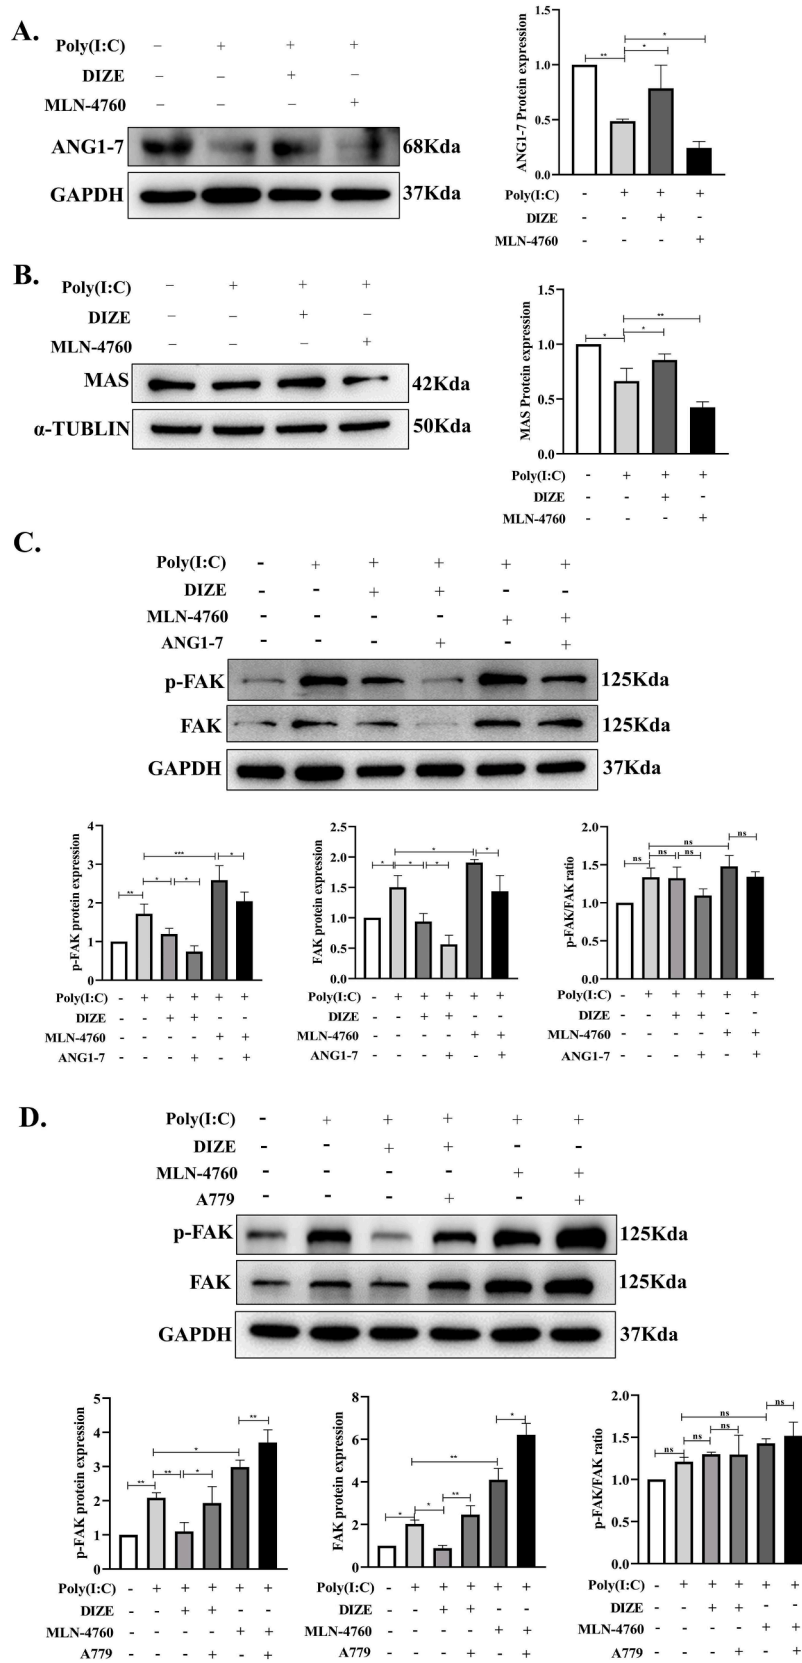 A.
Poly(I:C) – + + +
DIZE – – + –
MLN-4760 – – – +
ANG1-7 68Kda
GAPDH 37Kda
ANG1-7 Protein expression
1.5
1.0
0.5
0.0
** * *
Poly(I:C) - + + +
DIZE - - + -
MLN-4760 - - - +
B.
Poly(I:C) – + + +
DIZE – – + –
MLN-4760 – – – +
MAS 42Kda
α-TUBLIN 50Kda
MAS Protein expression
1.5
1.0
0.5
0.0
* * **
Poly(I:C) - + + +
DIZE - - + -
MLN-4760 - - - +
C.
Poly(I:C) - + + + + +
DIZE - - + + - -
MLN-4760 - - - - + +
ANG1-7 - - - + - +
p-FAK 125Kda
FAK 125Kda
GAPDH 37Kda
p-FAK protein expression
4
3
2
1
0
** * * *** *
Poly(I:C) - + + + + +
DIZE - - + + - -
MLN-4760 - - - - + +
ANG1-7 - - - + - +
FAK protein expression
2.5
2.0
1.5
1.0
0.5
0.0
* * * * *
Poly(I:C) - + + + + +
DIZE - - + + - -
MLN-4760 - - - - + +
ANG1-7 - - - + - +
p-FAK/FAK ratio
2.0
1.5
1.0
0.5
0.0
ns ns ns ns ns
Poly(I:C) - + + + + +
DIZE - - + + - -
MLN-4760 - - - - + +
ANG1-7 - - - + - +
D.
Poly(I:C) - + + + + +
DIZE - - + + - -
MLN-4760 - - - - + +
A779 - - - + - +
p-FAK 125Kda
FAK 125Kda
GAPDH 37Kda
p-FAK protein expression
5
4
3
2
1
0
** ** * * **
Poly(I:C) - + + + + +
DIZE - - + + - -
MLN-4760 - - - - + +
A779 - - - + - +
FAK protein expression
8
6
4
2
0
* * ** ** *
Poly(I:C) - + + + + +
DIZE - - + + - -
MLN-4760 - - - - + +
A779 - - - + - +
p-FAK/FAK ratio
2.0
1.5
1.0
0.5
0.0
ns ns ns ns ns
Poly(I:C) - + + + + +
DIZE - - + + - -
MLN-4760 - - - - + +
A779 - - - + - +